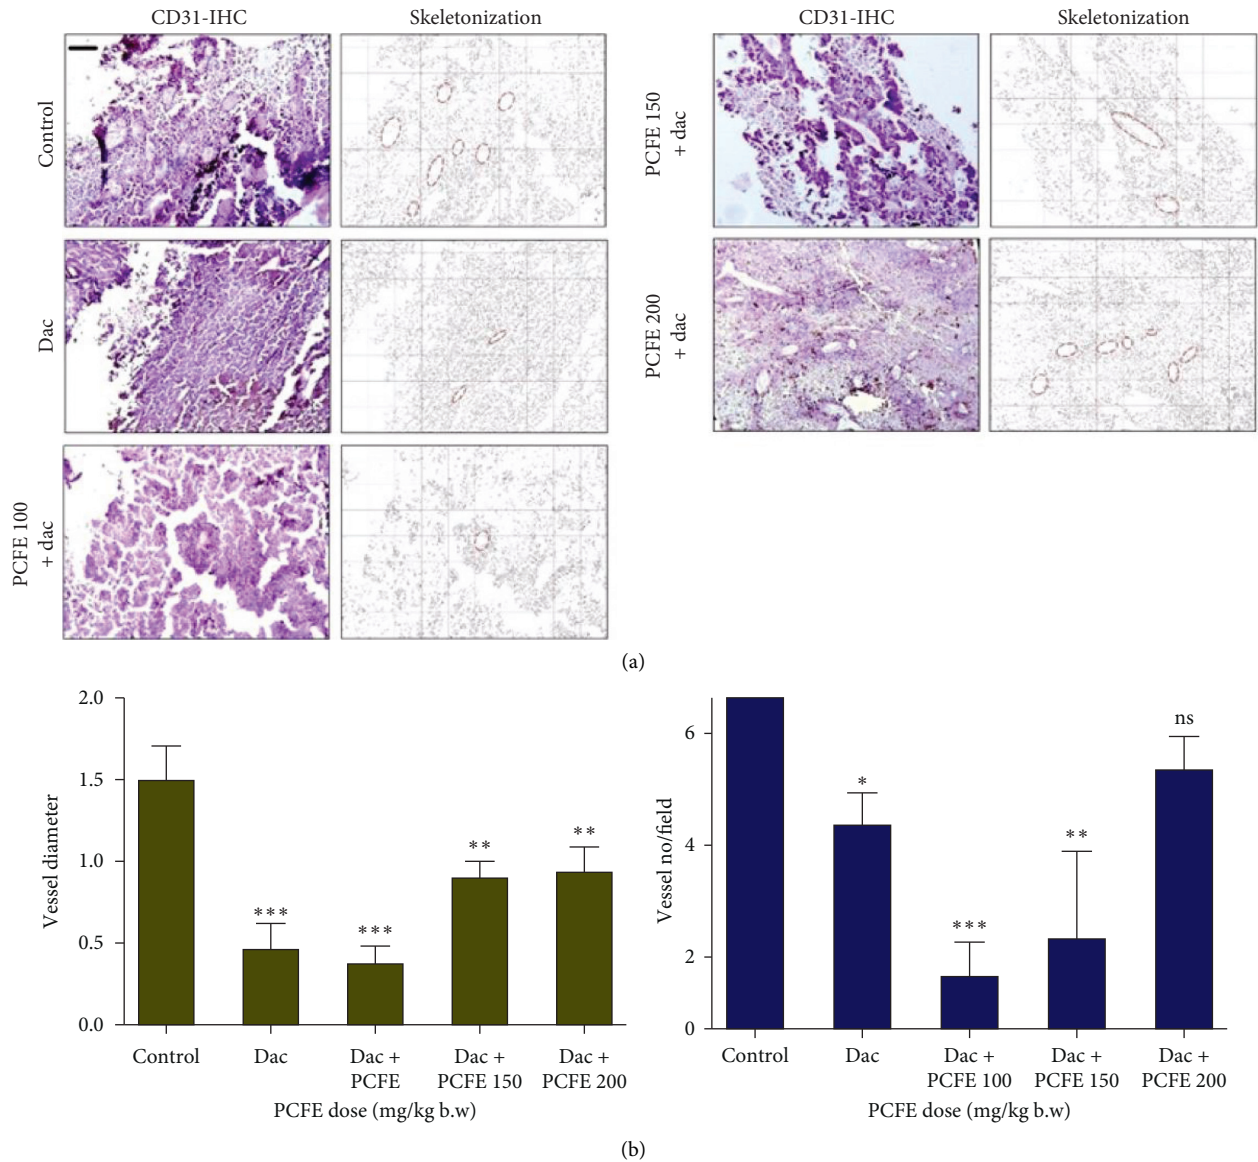 CD31-IHC
Skeletonization
Control
Dac
PCFE 100
+ dac
CD31-IHC
Skeletonization
PCFE 150
+ dac
PCFE 200
+ dac
(a)
2.0
1.5
1.0
0.5
0.0
Vessel diameter
***
***
**
**
Control
Dac
Dac +
PCFE
Dac +
PCFE 150
Dac +
PCFE 200
PCFE dose (mg/kg b.w)
6
4
2
0
Vessel no/field
*
***
**
ns
Control
Dac
Dac +
PCFE 100
Dac +
PCFE 150
Dac +
PCFE 200
PCFE dose (mg/kg b.w)
(b)